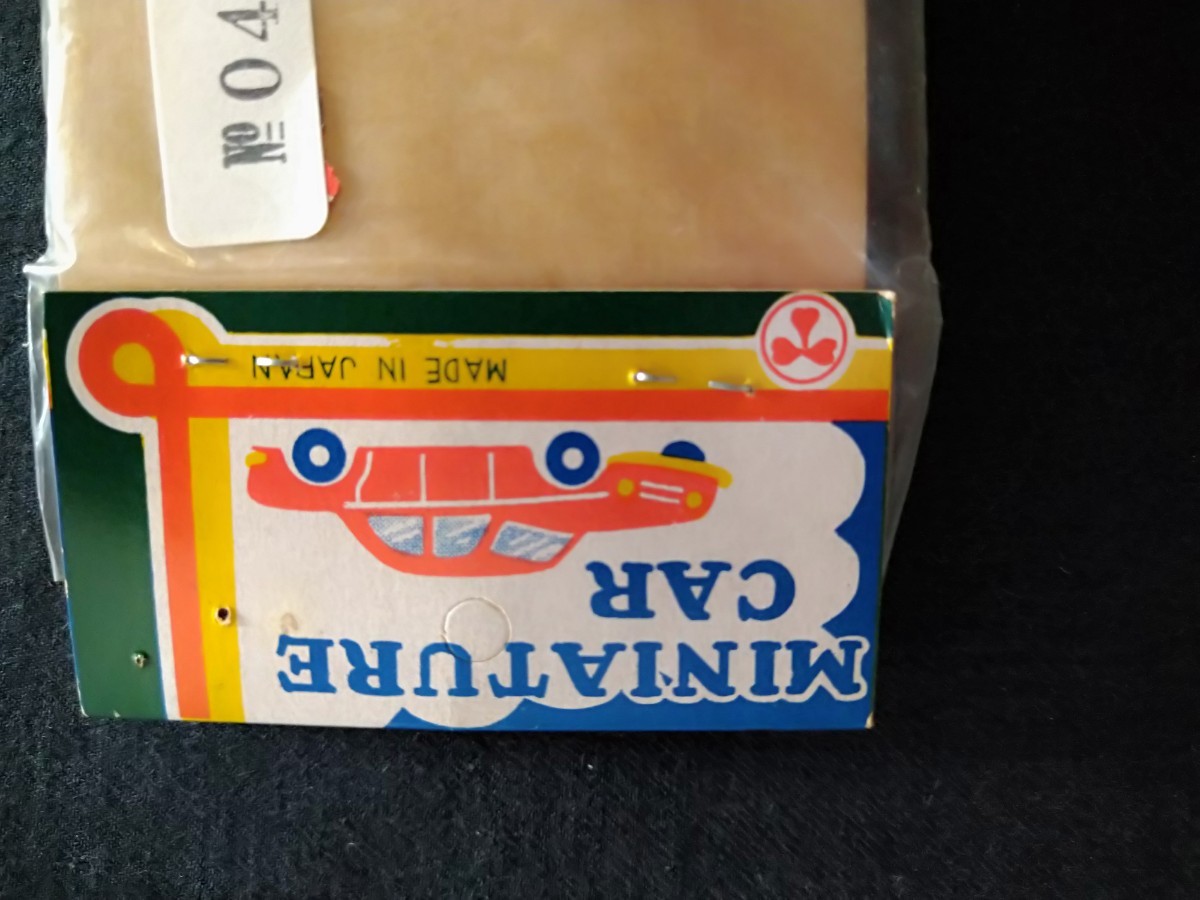 MINIATURE
CAR
MADE IN JAPAN
№ 04